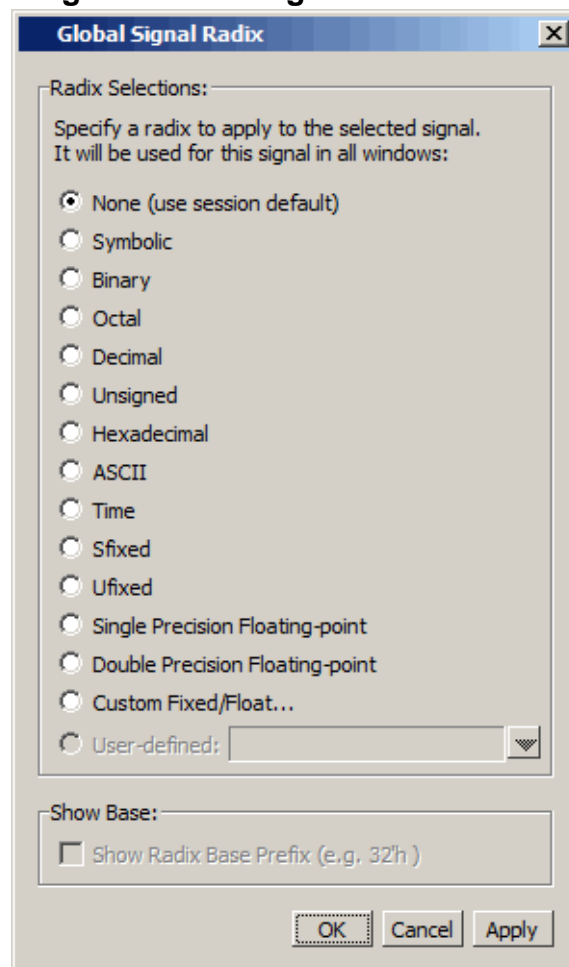 Global Signal Radix
Radix Selections:
Specify a radix to apply to the selected signal.
It will be used for this signal in all windows:
None (use session default)
Symbolic
Binary
Octal
Decimal
Unsigned
Hexadecimal
ASCII
Time
Sfixed
Ufixed
Single Precision Floating-point
Double Precision Floating-point
Custom Fixed/Float...
User-defined:
Show Base:
Show Radix Base Prefix (e.g. 32'h )
OK Cancel Apply